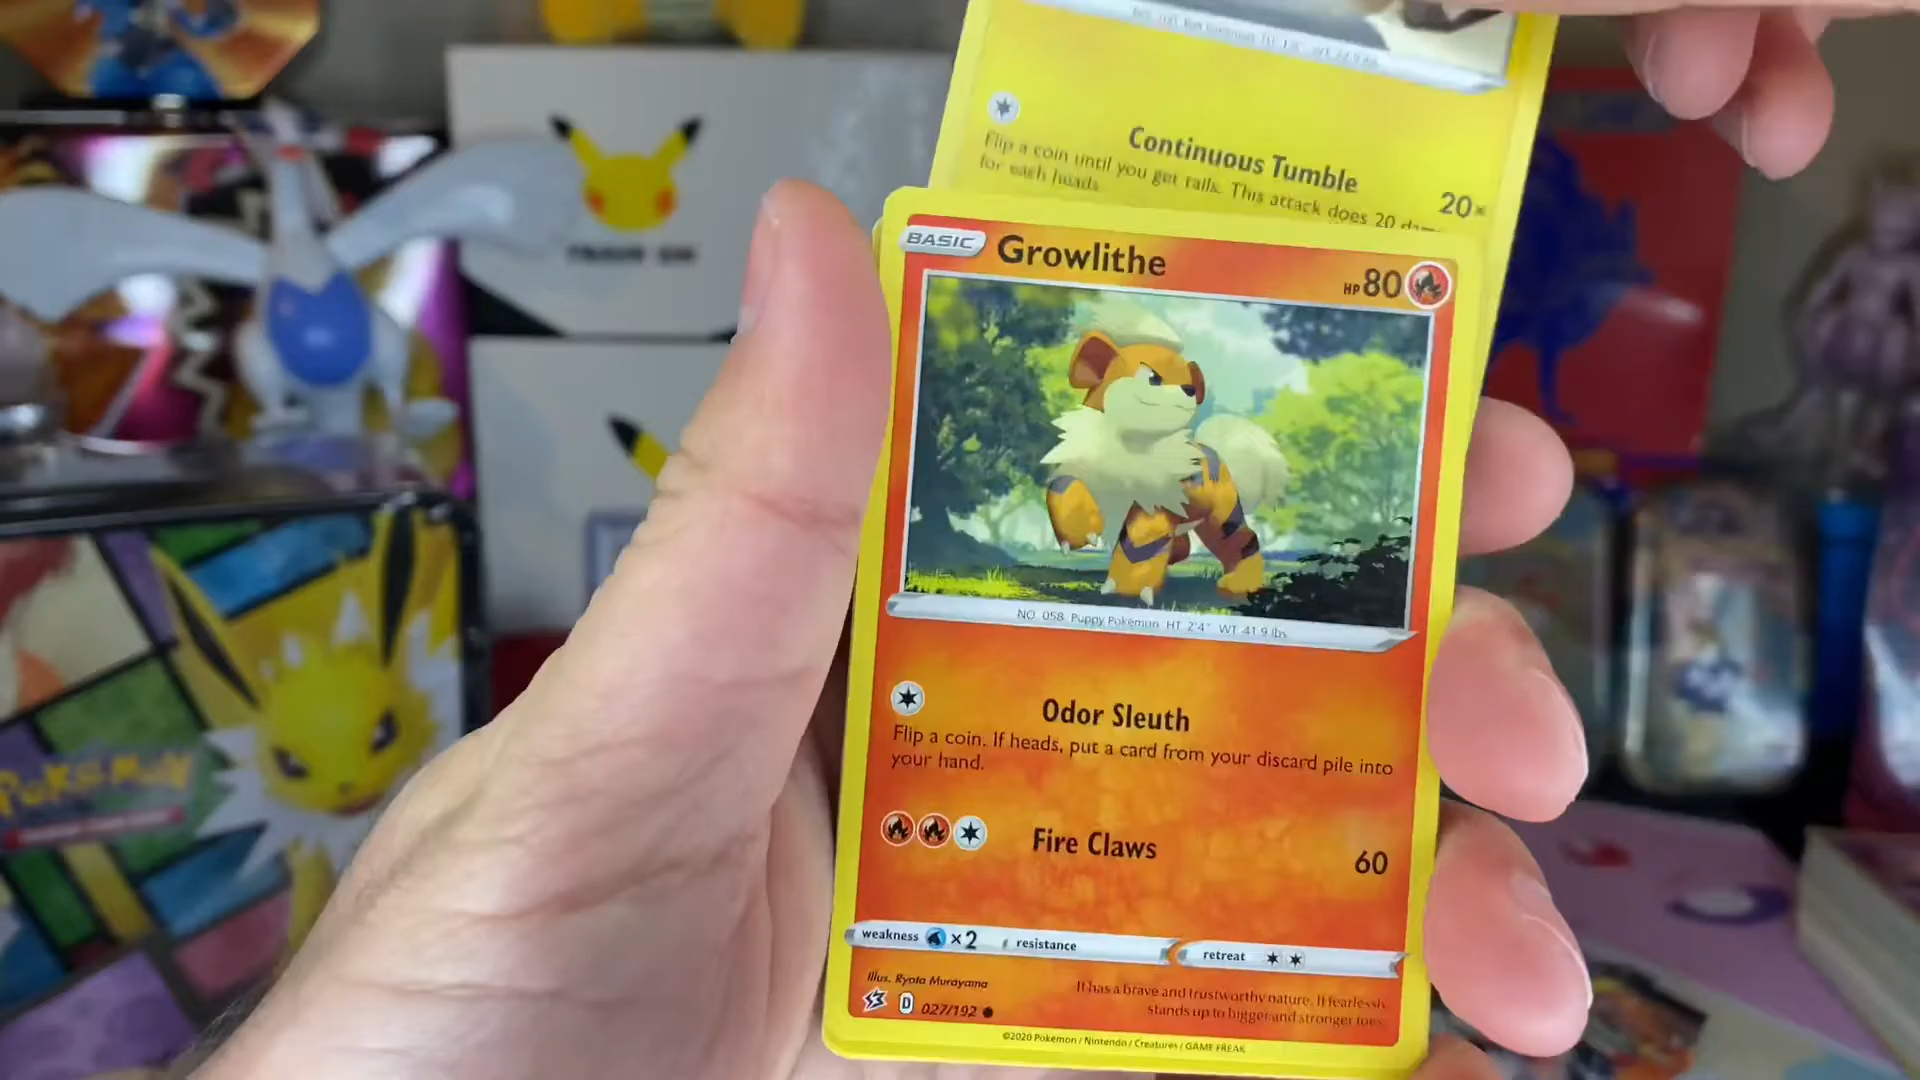 Continuous Tumble
20×
Flip a coin until you get tails. This attack does 20
for each heads.
BASIC Growlithe HP 80
NO. 058 Puppy Pokémon HT 2'4" WT 41.9 lbs.
Odor Sleuth
Flip a coin. If heads, put a card from your discard pile into
your hand.
Fire Claws 60
weakness ×2 resistance retreat
Illus. Ryota Murayama
D 027/192
It has a brave and trustworthy nature. It fearlessly
stands up to bigger and stronger foes.
©2020 Pokémon / Nintendo / Creatures / GAME FREAK
POKéMON